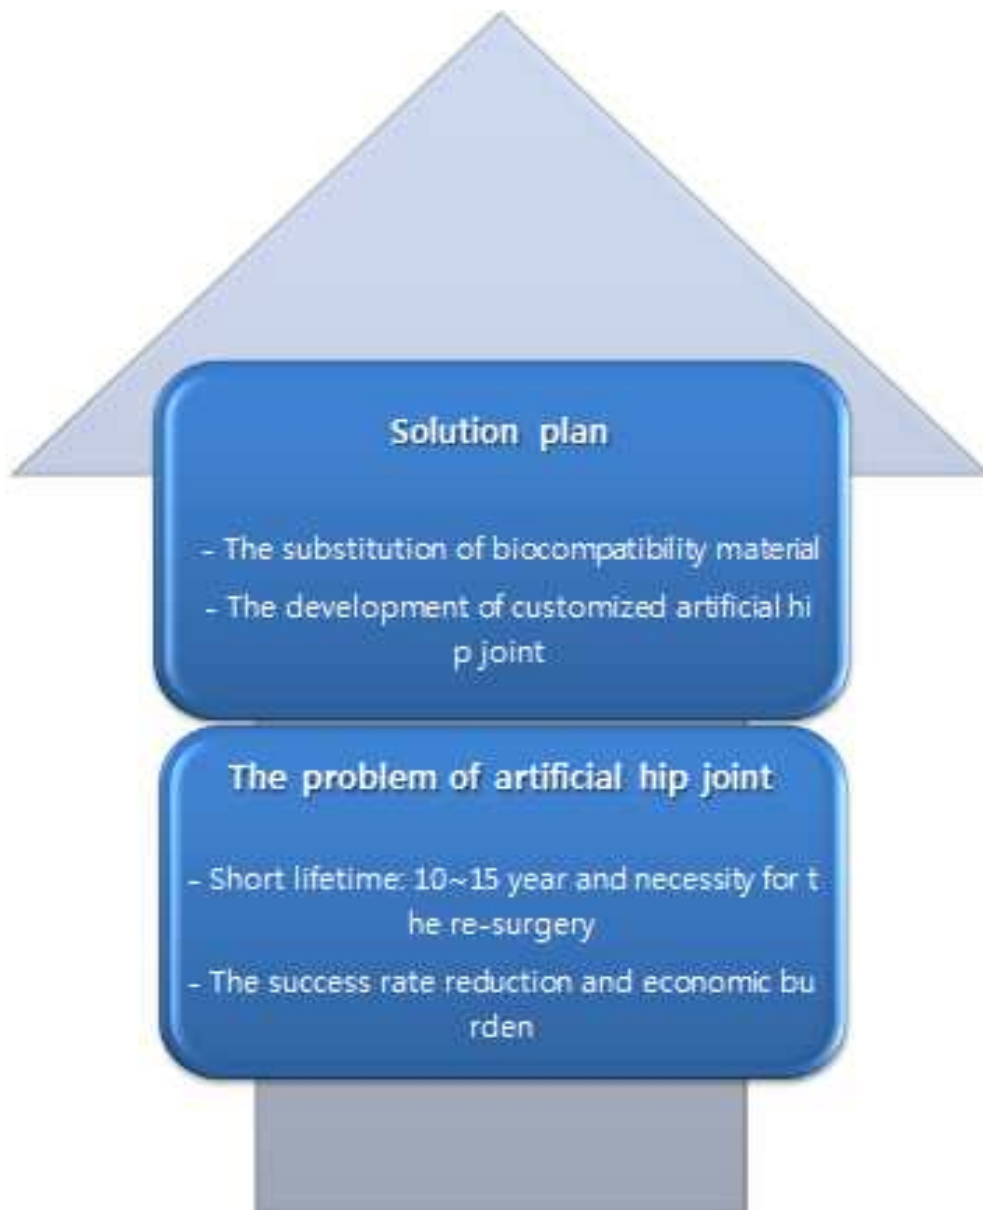 Solution plan
- The substitution of biocompatibility material
- The development of customized artificial hi
p joint
The problem of artificial hip joint
- Short lifetime: 10~15 year and necessity for t
he re-surgery
- The success rate reduction and economic bu
rden